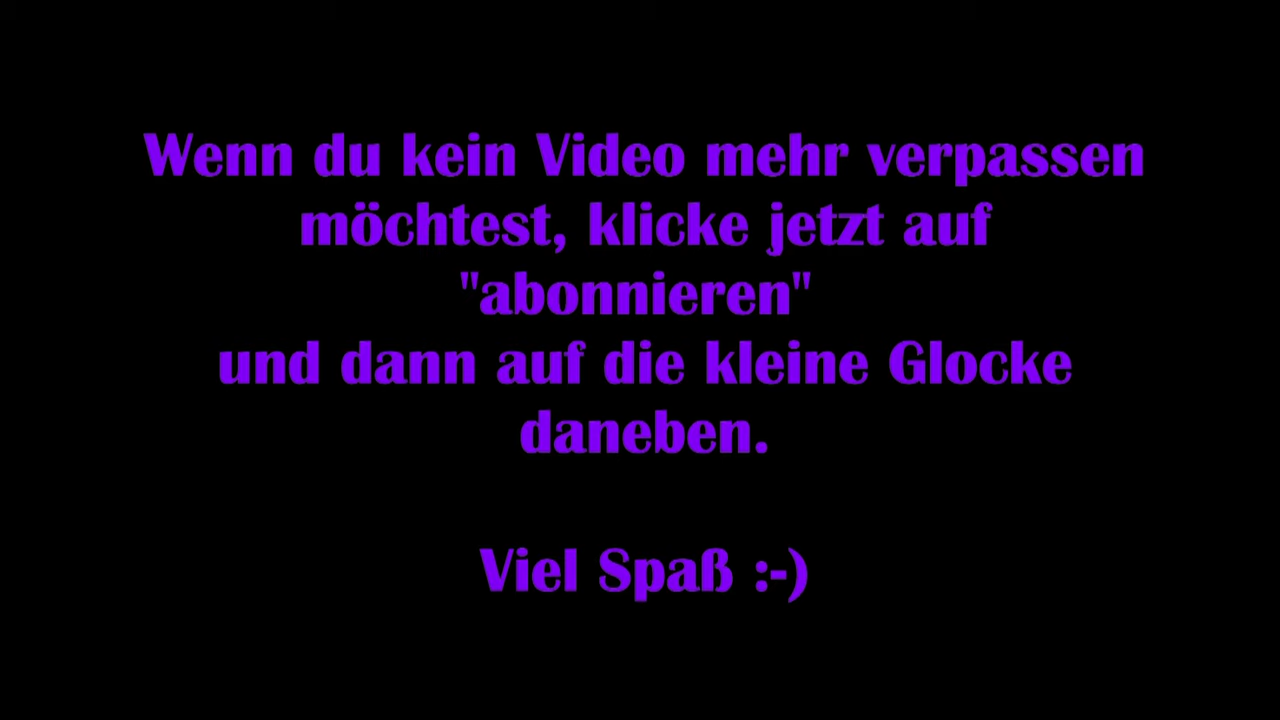 Wenn du kein Video mehr verpassen
möchtest, klicke jetzt auf
"abonnieren"
und dann auf die kleine Glocke
daneben.
Viel Spaß :-)